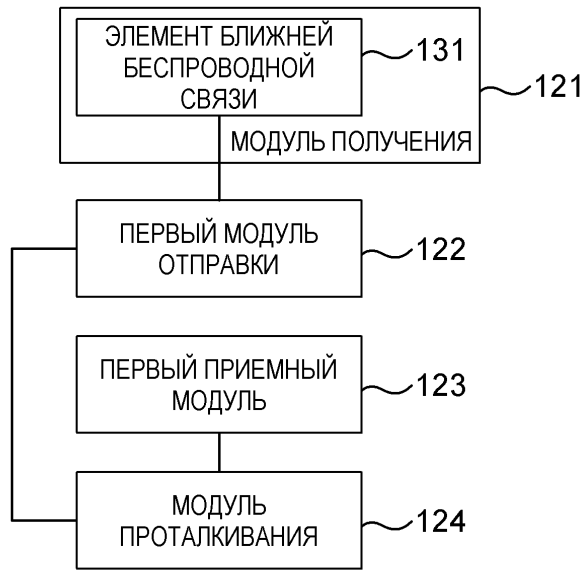 ЭЛЕМЕНТ БЛИЖНЕЙ
БЕСПРОВОДНОЙ
СВЯЗИ
131
121
МОДУЛЬ ПОЛУЧЕНИЯ
ПЕРВЫЙ МОДУЛЬ
ОТПРАВКИ
122
ПЕРВЫЙ ПРИЕМНЫЙ
МОДУЛЬ
123
МОДУЛЬ
ПРОТАЛКИВАНИЯ
124